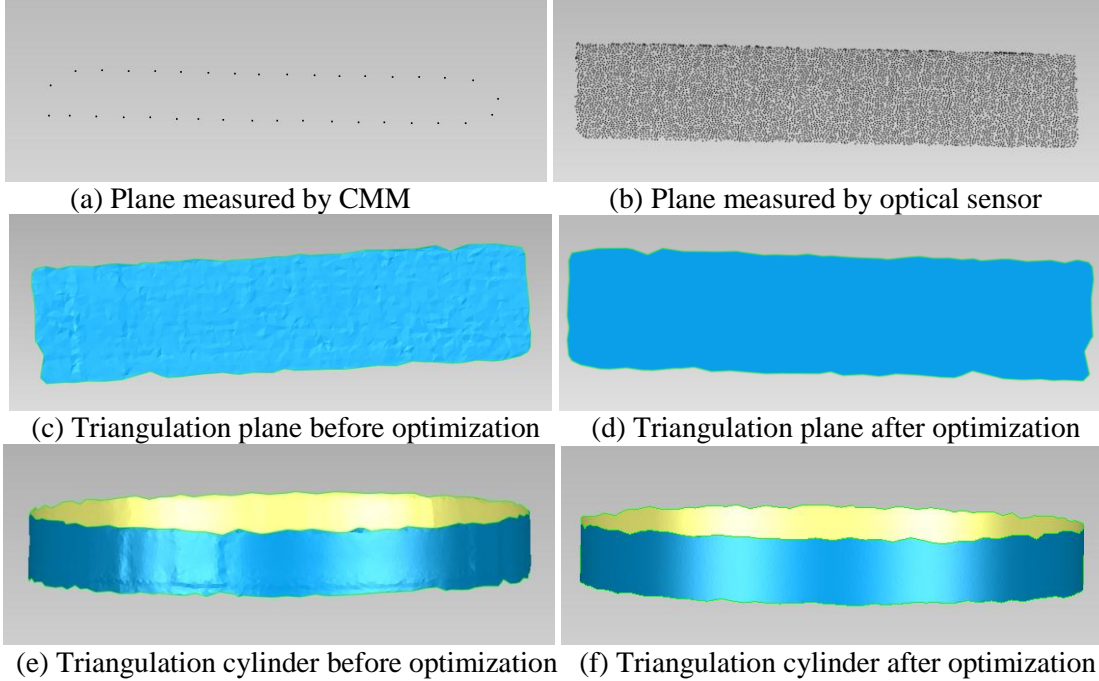 (a) Plane measured by CMM
(b) Plane measured by optical sensor
(c) Triangulation plane before optimization
(d) Triangulation plane after optimization
(e) Triangulation cylinder before optimization
(f) Triangulation cylinder after optimization